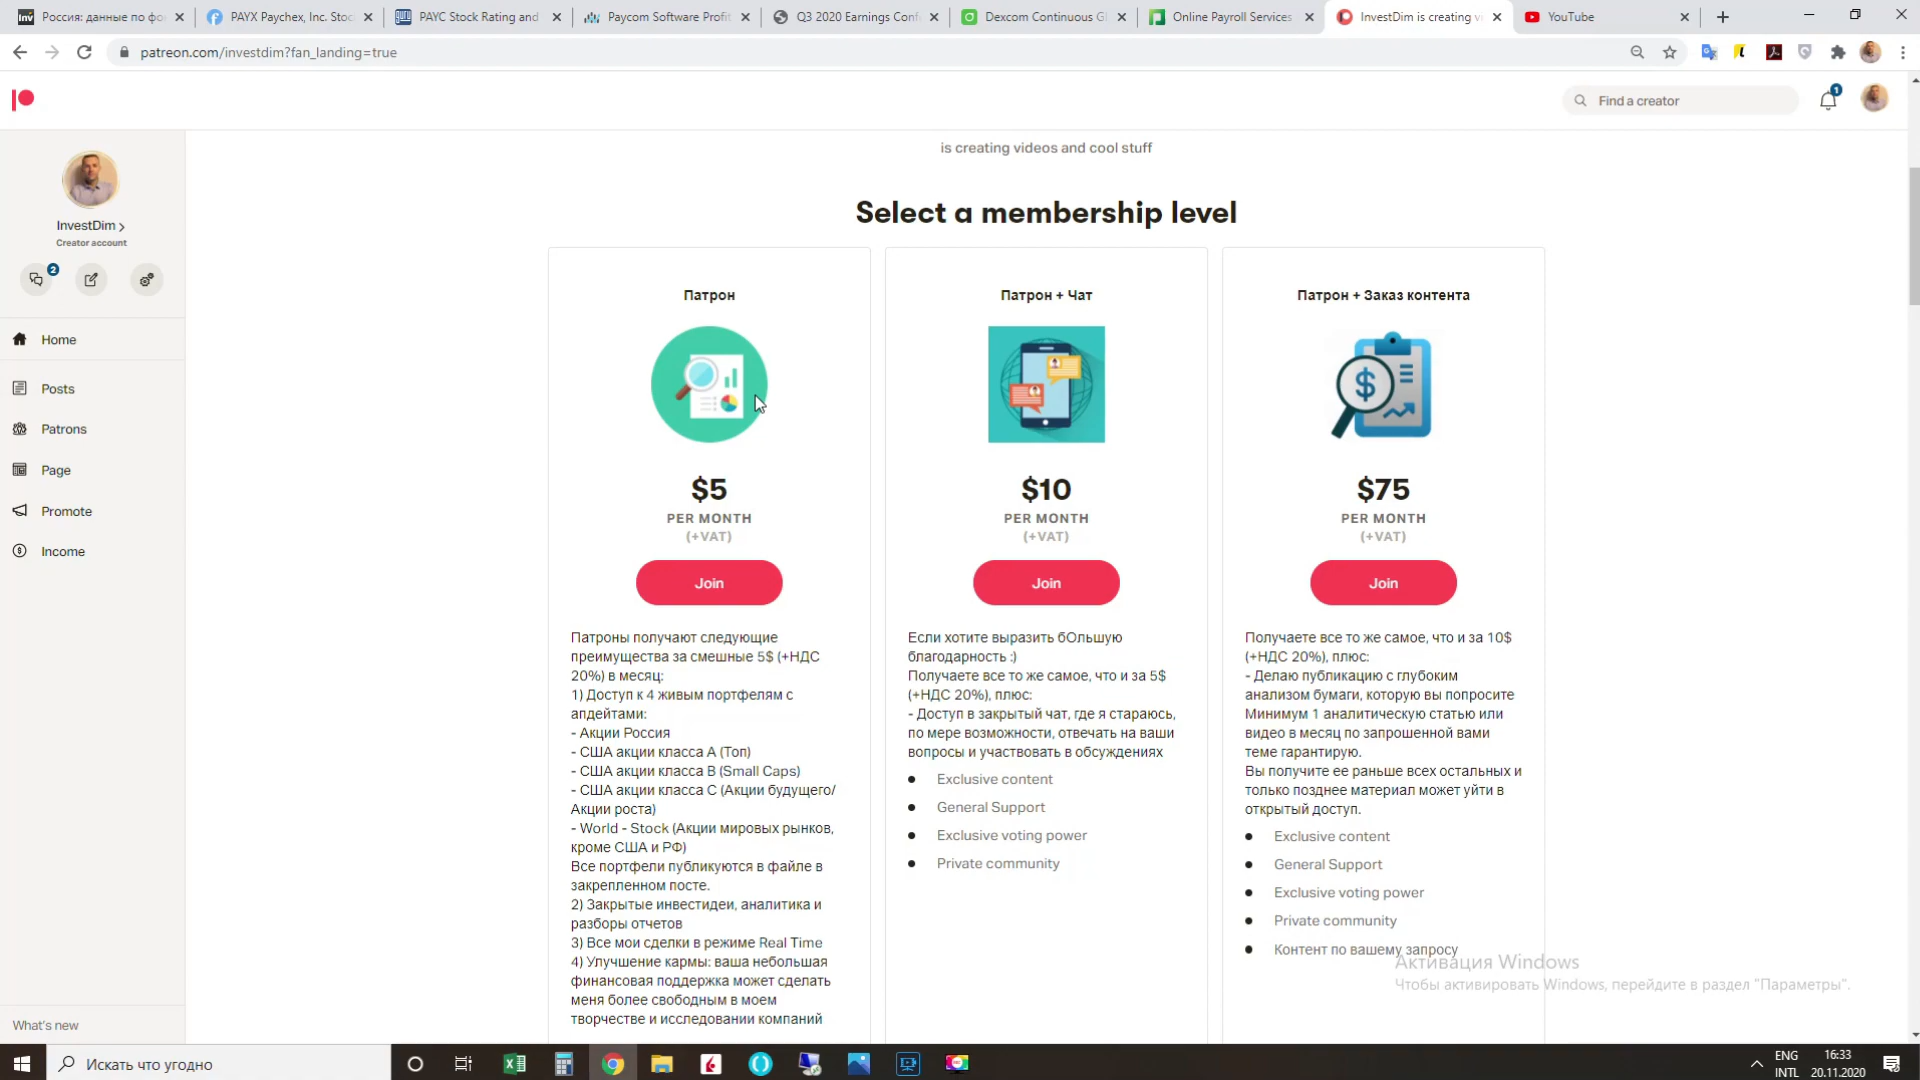 Россия: данные по фо
PAYX Paychex, Inc. Stoc
PAYC Stock Rating and
Paycom Software Profit
Q3 2020 Earnings Conf
Dexcom Continuous Gl
Online Payroll Services
InvestDim is creating v
YouTube
patreon.com/investdim?fan_landing=true
Find a creator
1
is creating videos and cool stuff
Select a membership level
InvestDim
Creator account
2
Home
Posts
Patrons
Page
Promote
Income
What's new
Патрон
$5
PER MONTH
(+VAT)
Join
Патроны получают следующие
преимущества за смешные 5$ (+НДС
20%) в месяц:
1) Доступ к 4 живым портфелям с
апдейтами:
- Акции Россия
- США акции класса А (Топ)
- США акции класса B (Small Caps)
- США акции класса С (Акции будущего/
Акции роста)
- World - Stock (Акции мировых рынков,
кроме США и РФ)
Все портфели публикуются в файле в
закрепленном посте.
2) Закрытые инвестидеи, аналитика и
разборы отчетов
3) Все мои сделки в режиме Real Time
4) Улучшение кармы: ваша небольшая
финансовая поддержка может сделать
меня более свободным в моем
творчестве и исследовании компаний
Патрон + Чат
$10
PER MONTH
(+VAT)
Join
Если хотите выразить бОльшую
благодарность :)
Получаете все то же самое, что и за 5$
(+НДС 20%), плюс:
- Доступ в закрытый чат, где я стараюсь,
по мере возможности, отвечать на ваши
вопросы и участвовать в обсуждениях
Exclusive content
General Support
Exclusive voting power
Private community
Патрон + Заказ контента
$75
PER MONTH
(+VAT)
Join
Получаете все то же самое, что и за 10$
(+НДС 20%), плюс:
- Делаю публикацию с глубоким
анализом бумаги, которую вы попросите
Минимум 1 аналитическую статью или
видео в месяц по запрошенной вами
теме гарантирую.
Вы получите ее раньше всех остальных и
только позднее материал может уйти в
открытый доступ.
Exclusive content
General Support
Exclusive voting power
Private community
Контент по вашему запросу
Активация Windows
Чтобы активировать Windows, перейдите в раздел "Параметры".
Искать что угодно
ENG
INTL
16:33
20.11.2020